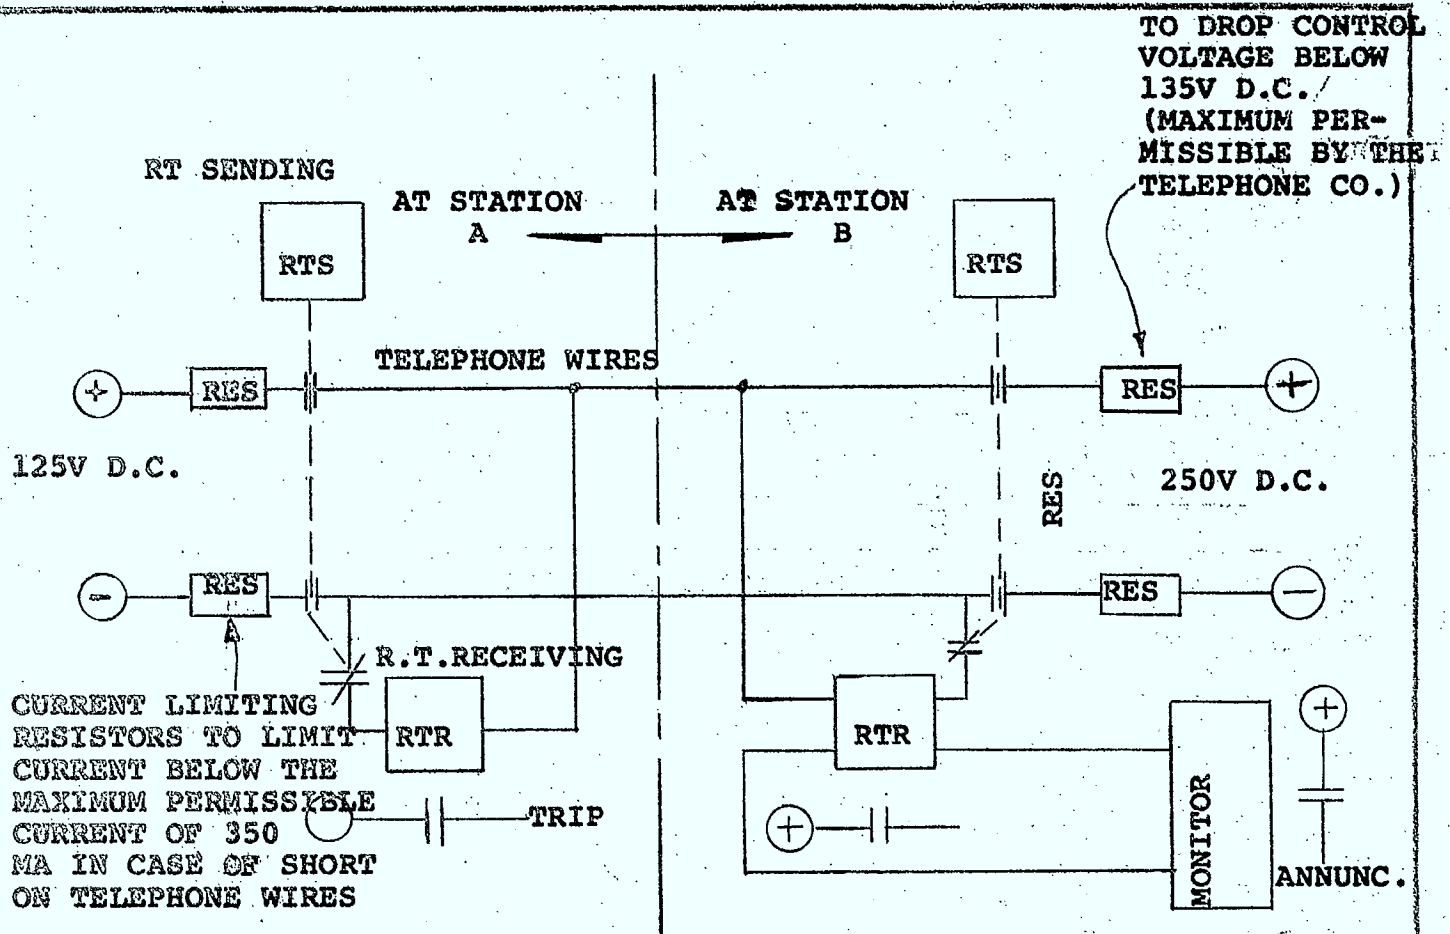 TO DROP CONTROL
VOLTAGE BELOW
135V D.C.
(MAXIMUM PER-
MISSIBLE BY THE
TELEPHONE CO.)
RT SENDING
AT STATION
A
AT STATION
B
RTS
RTS
TELEPHONE WIRES
+
RES
RES
+
125V D.C.
250V D.C.
RES
-
RES
RES
-
R.T.RECEIVING
RTR
RTR
CURRENT LIMITING
RESISTORS TO LIMIT
CURRENT BELOW THE
MAXIMUM PERMISSIBLE
CURRENT OF 350
MA IN CASE OF SHORT
ON TELEPHONE WIRES
TRIP
+
MONITOR
+
ANNUNC.